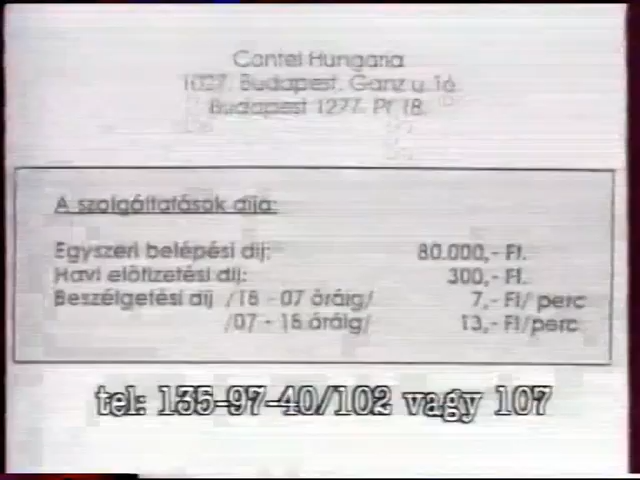 Contel Hungaria
1027. Budapest. Ganz u. 16.
Budapest 1277. Pf 18.
A szolgáltatások díja:
Egyszeri belépési díj: 80.000,- Ft.
Havi előfizetési díj: 300,- Ft.
Beszélgetési díj /18 - 07 óráig/ 7,- Ft/ perc
/07 - 18 óráig/ 13,- Ft/perc
tel: 135-97-40/102 vagy 107